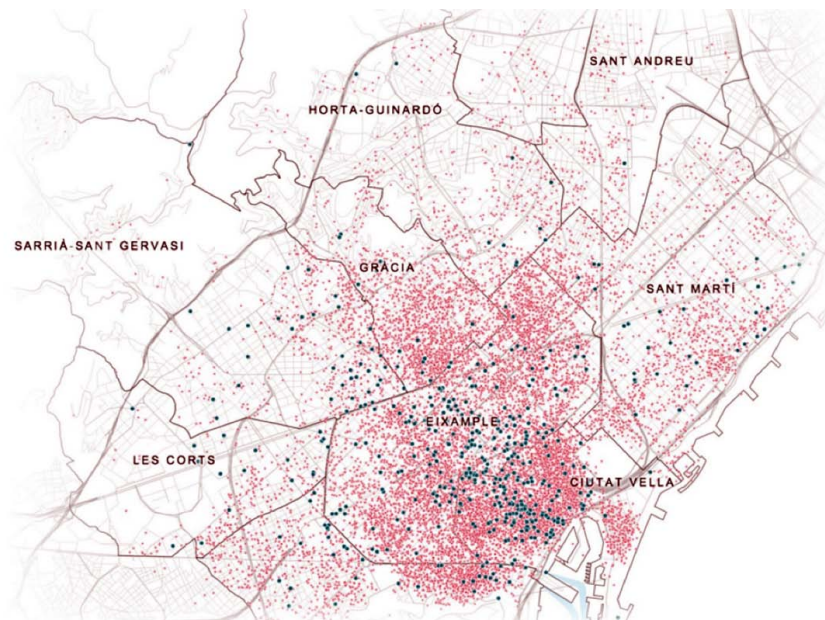 SANT ANDREU
HORTA-GUINARDÓ
SARRIÀ-SANT GERVASI
GRÀCIA
SANT MARTÍ
EIXAMPLE
LES CORTS
CIUTAT VELLA